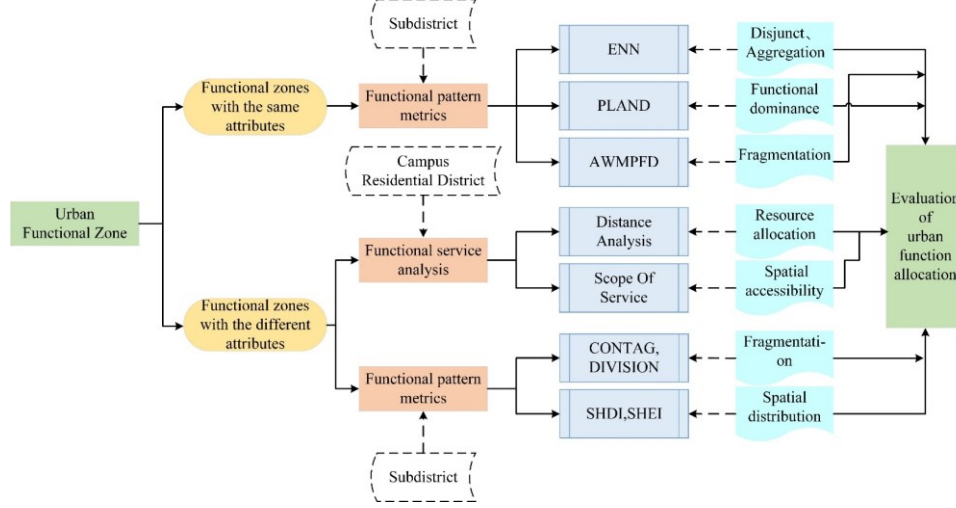 Subdistrict
Functional zones
with the same
attributes
Functional pattern
metrics
ENN
Disjunct、
Aggregation
PLAND
Functional
dominance
AWMPFD
Fragmentation
Campus
Residential District
Urban
Functional Zone
Functional service
analysis
Distance
Analysis
Resource
allocation
Scope Of
Service
Spatial
accessibility
Evaluation
of
urban
function
allocation
Functional zones
with the different
attributes
Functional pattern
metrics
CONTAG,
DIVISION
Fragmentati-
on
SHDI,SHEI
Spatial
distribution
Subdistrict